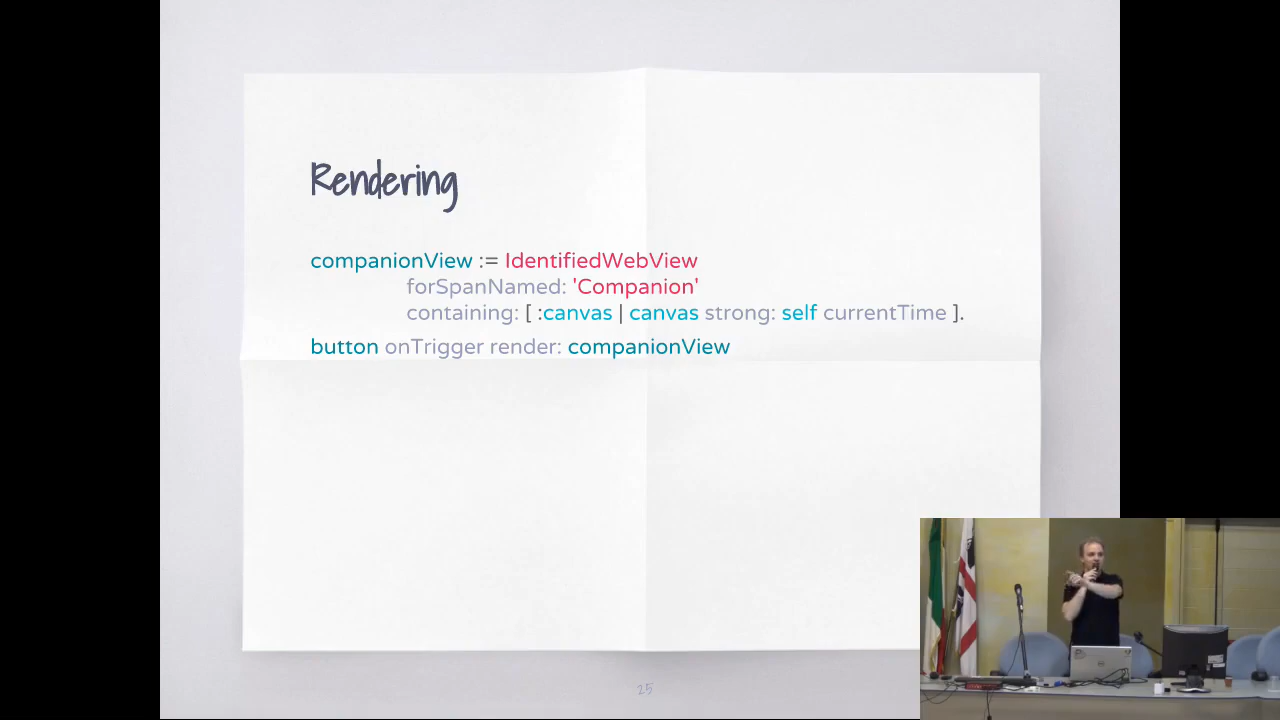 Rendering
companionView := IdentifiedWebView
forSpanNamed: 'Companion'
containing: [ :canvas | canvas strong: self currentTime ].
button onTrigger render: companionView
25